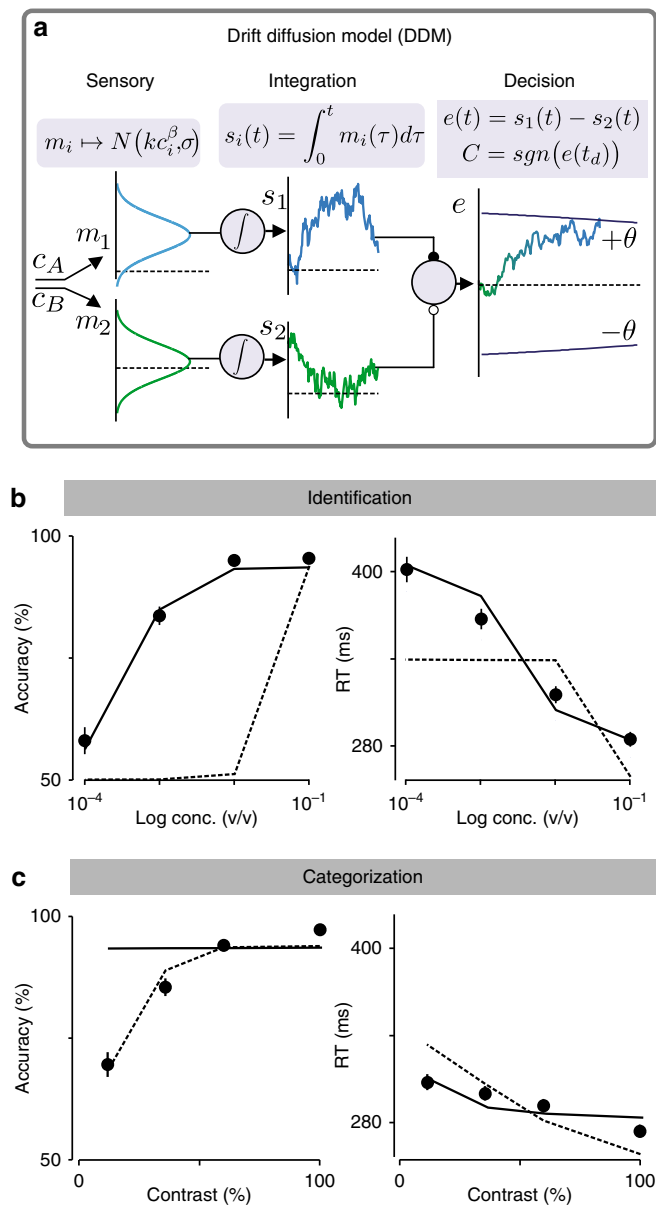 a
Drift diffusion model (DDM)
Sensory
Integration
Decision
m_i ↦ N(kc_i^β, σ)
s_i(t) = ∫_0^t m_i(τ)dτ
e(t) = s_1(t) − s_2(t)
C = sgn(e(t_d))
m_1
∫
s_1
e
+θ
c_A
c_B
m_2
∫
s_2
−θ
b
Identification
100
Accuracy (%)
50
10^−4
10^−1
Log conc. (v/v)
400
RT (ms)
280
10^−4
10^−1
Log conc. (v/v)
c
Categorization
100
Accuracy (%)
50
0
100
Contrast (%)
400
RT (ms)
280
0
100
Contrast (%)